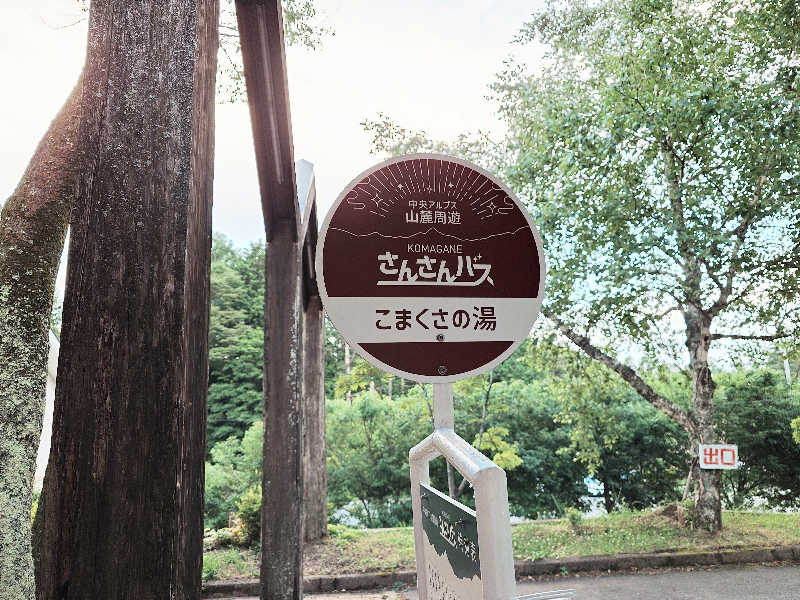 中央アルプス
山麓周遊
KOMAGANE
さんさんバス
こまくさの湯
出口